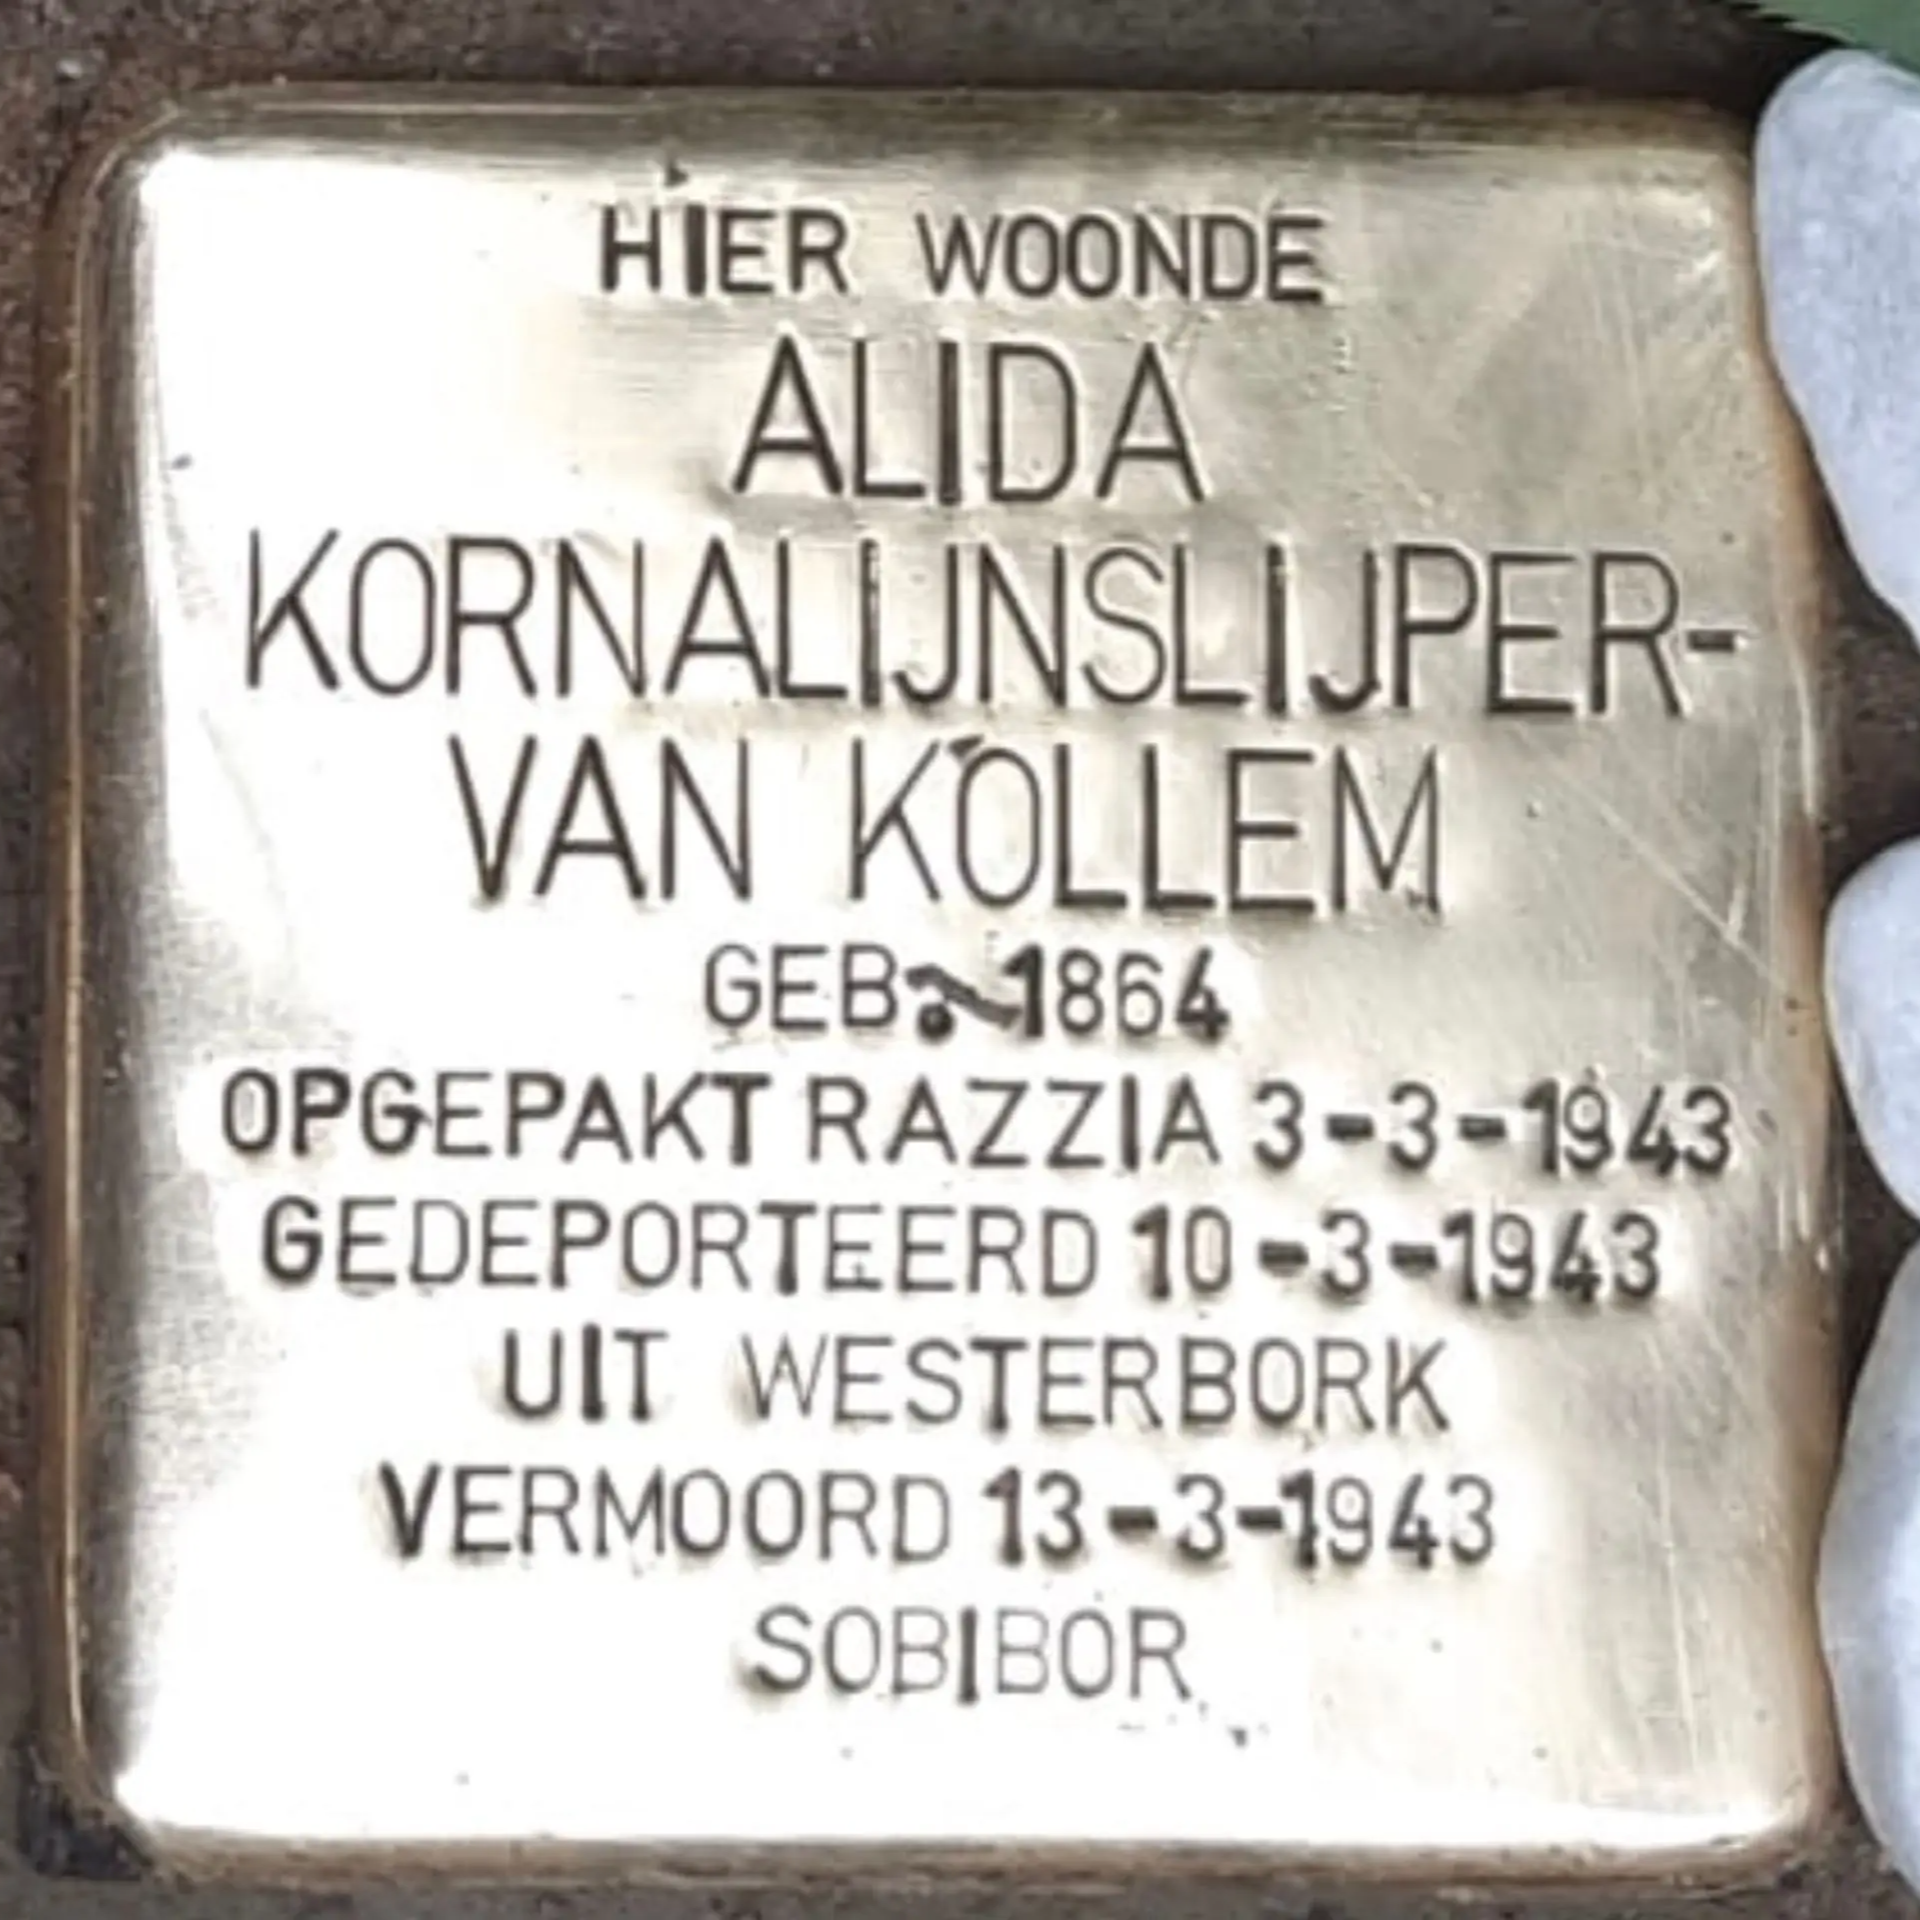 HIER WOONDE
ALIDA
KORNALIJNSLIJPER-
VAN KOLLEM
GEB. 1864
OPGEPAKT RAZZIA 3-3-1943
GEDEPORTEERD 10-3-1943
UIT WESTERBORK
VERMOORD 13-3-1943
SOBIBOR